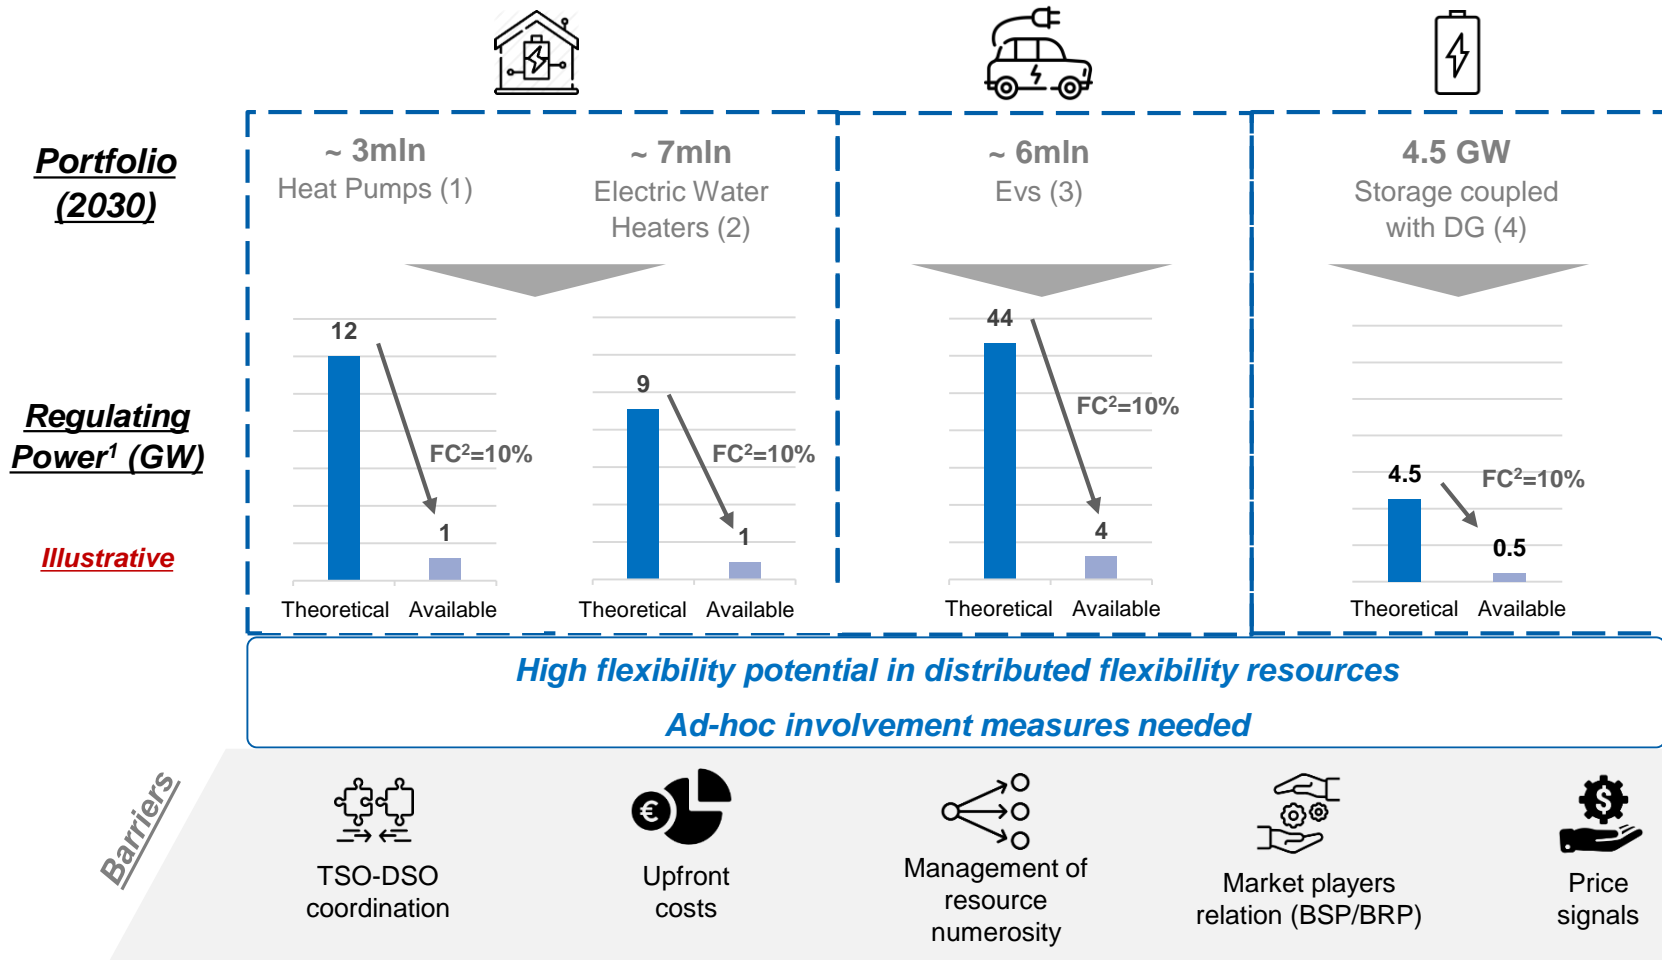 Portfolio
(2030)
~ 3mln
Heat Pumps (1)
~ 7mln
Electric Water
Heaters (2)
~ 6mln
Evs (3)
4.5 GW
Storage coupled
with DG (4)
Regulating
Power¹ (GW)
Illustrative
12
FC²=10%
1
Theoretical Available
9
FC²=10%
1
Theoretical Available
44
FC²=10%
4
Theoretical Available
4.5
FC²=10%
0.5
Theoretical Available
High flexibility potential in distributed flexibility resources
Ad-hoc involvement measures needed
Barriers
€
$
TSO-DSO
coordination
Upfront
costs
Management of
resource
numerosity
Market players
relation (BSP/BRP)
Price
signals